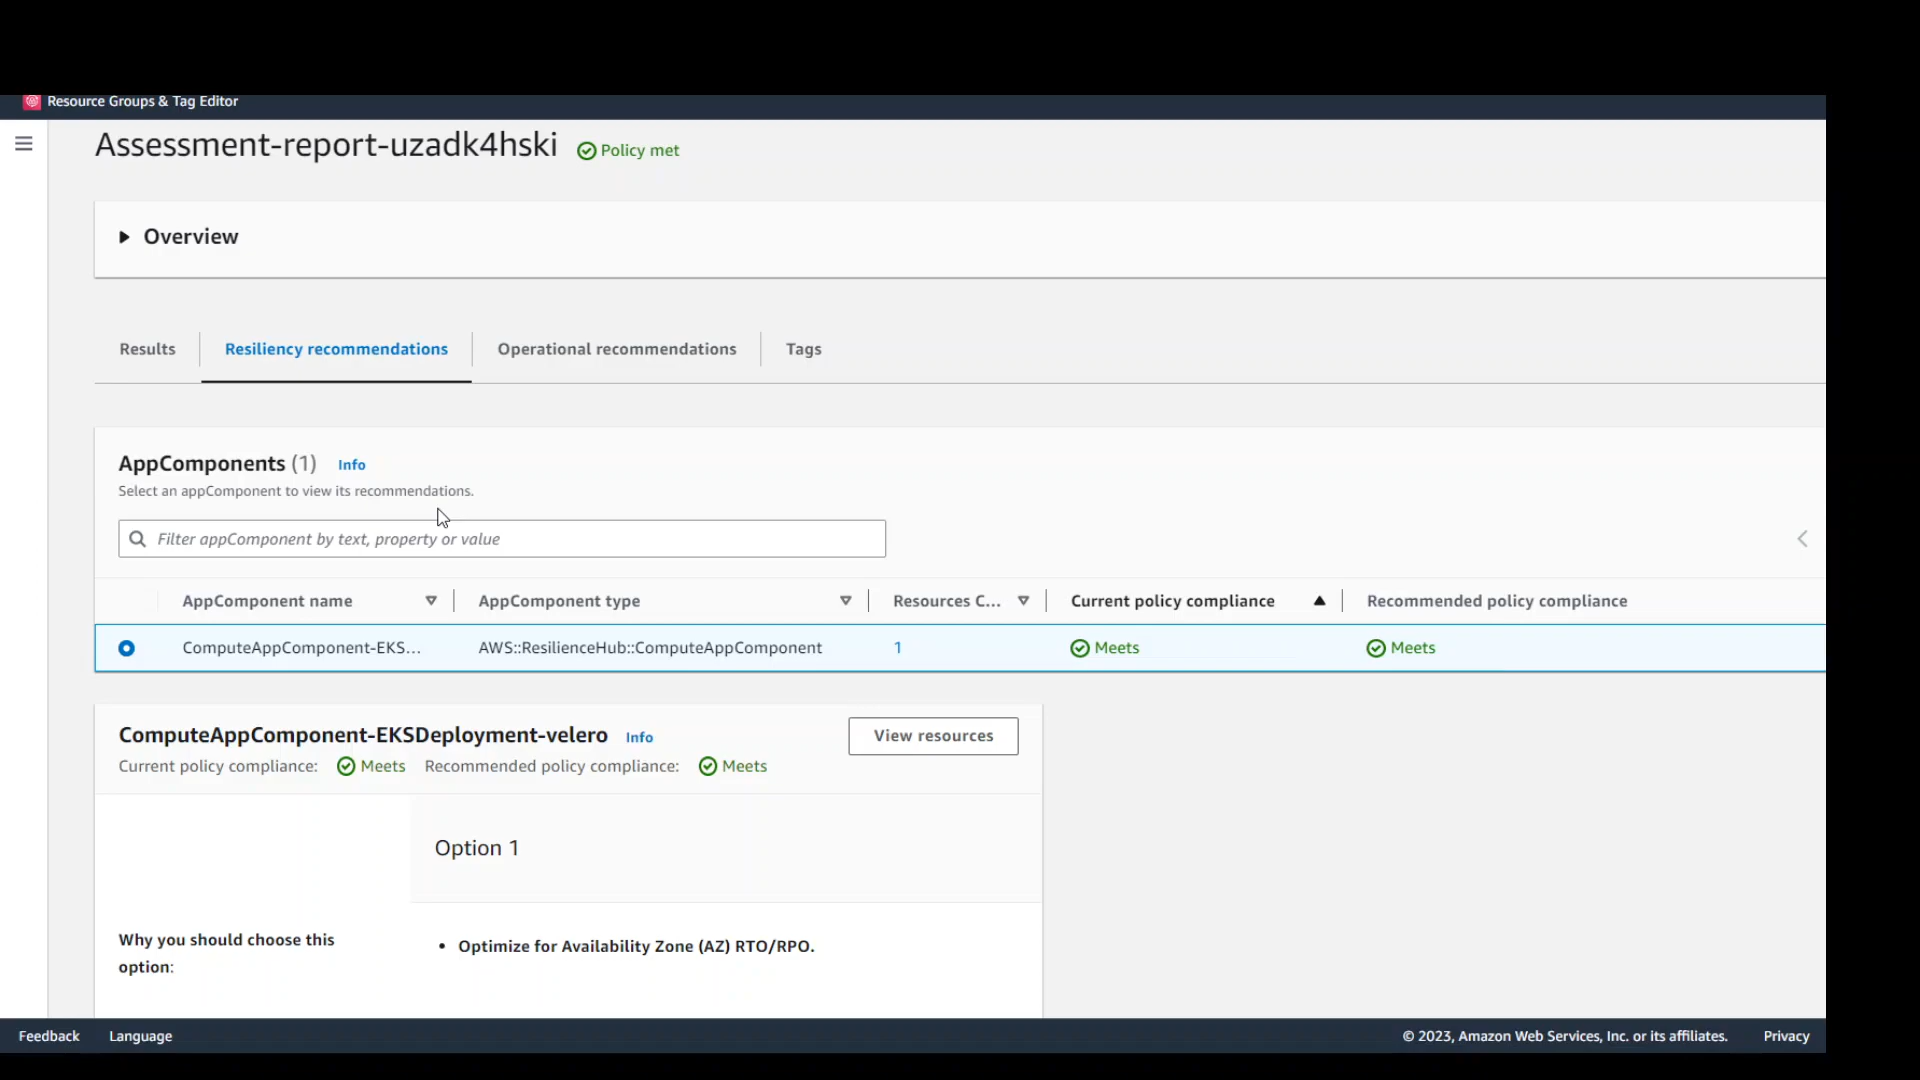 Resource Groups & Tag Editor
Assessment-report-uzadk4hski Policy met
Overview
Results Resiliency recommendations Operational recommendations Tags
AppComponents (1) Info
Select an appComponent to view its recommendations.
Filter appComponent by text, property or value
AppComponent name AppComponent type Resources C... Current policy compliance Recommended policy compliance
ComputeAppComponent-EKS... AWS::ResilienceHub::ComputeAppComponent 1 Meets Meets
ComputeAppComponent-EKSDeployment-velero Info View resources
Current policy compliance: Meets Recommended policy compliance: Meets
Option 1
Why you should choose this
option:
• Optimize for Availability Zone (AZ) RTO/RPO.
Feedback Language © 2023, Amazon Web Services, Inc. or its affiliates. Privacy